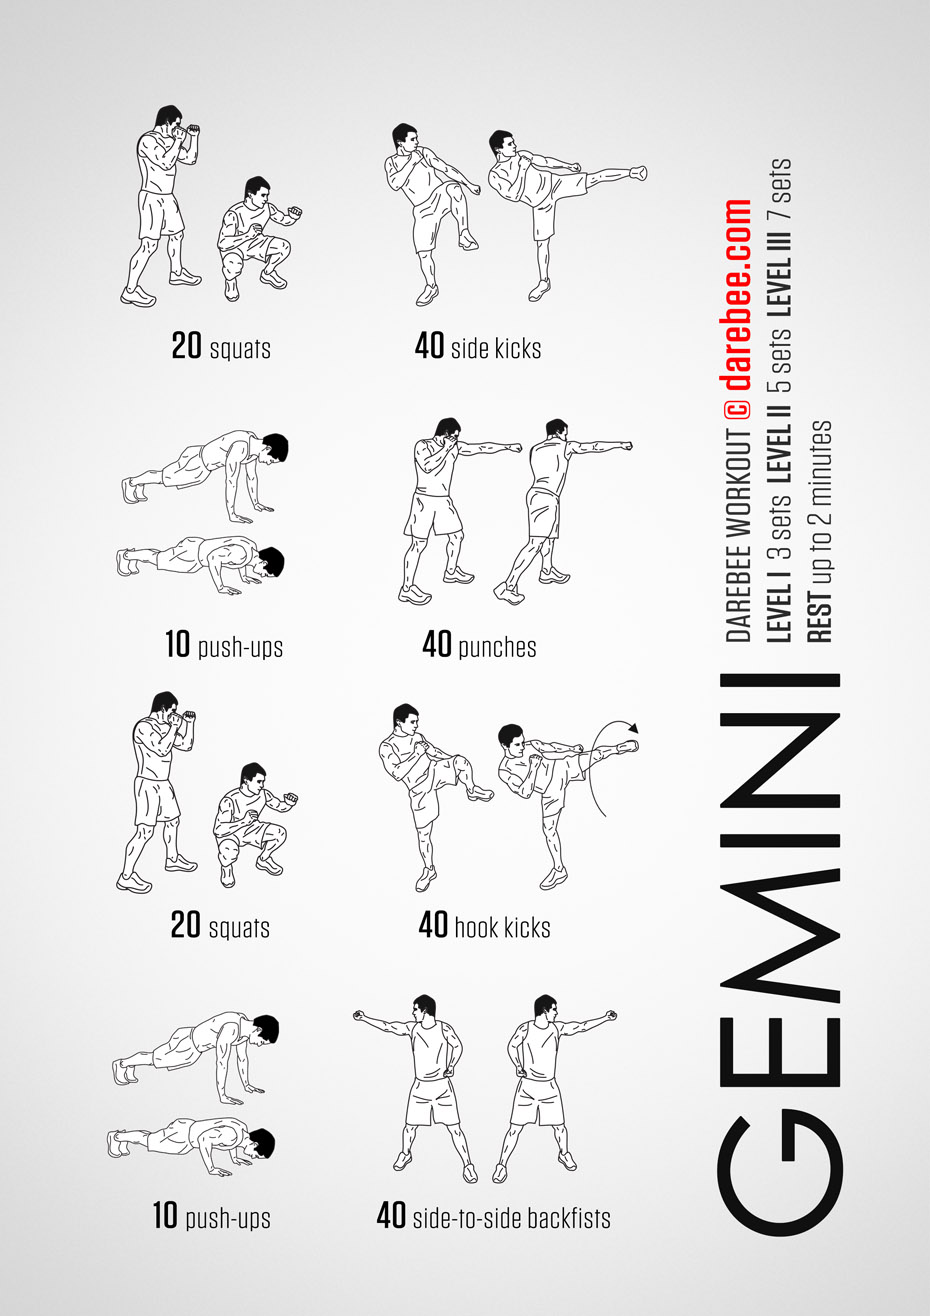 20 squats
40 side kicks
10 push-ups
40 punches
20 squats
40 hook kicks
10 push-ups
40 side-to-side backfists
GEMINI
DAREBEE WORKOUT © darebee.com
LEVEL I 3 sets LEVEL II 5 sets LEVEL III 7 sets
REST up to 2 minutes